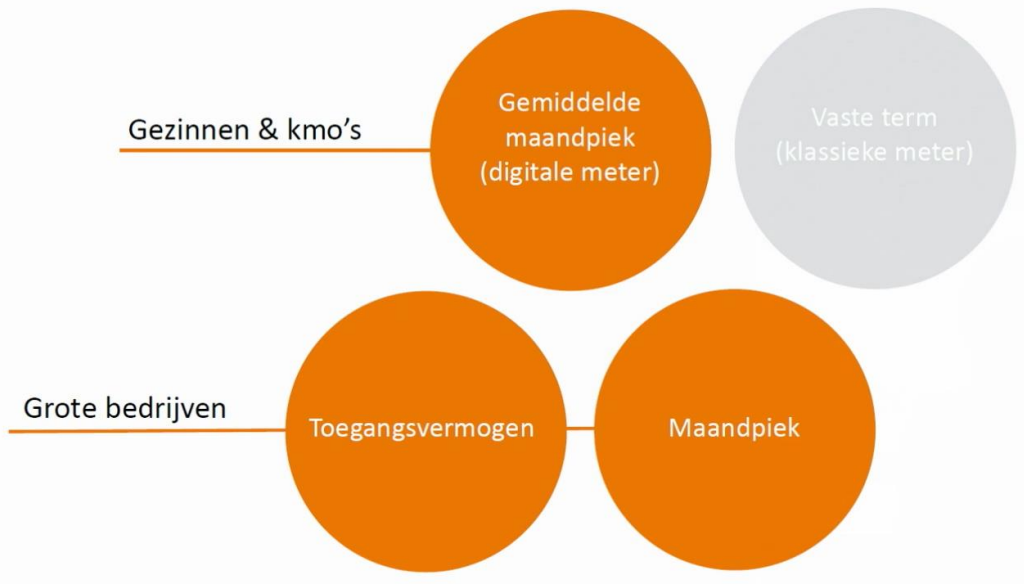 Gezinnen & kmo's
Gemiddelde
maandpiek
(digitale meter)
Vaste term
(klassieke meter)
Grote bedrijven
Toegangsvermogen
Maandpiek